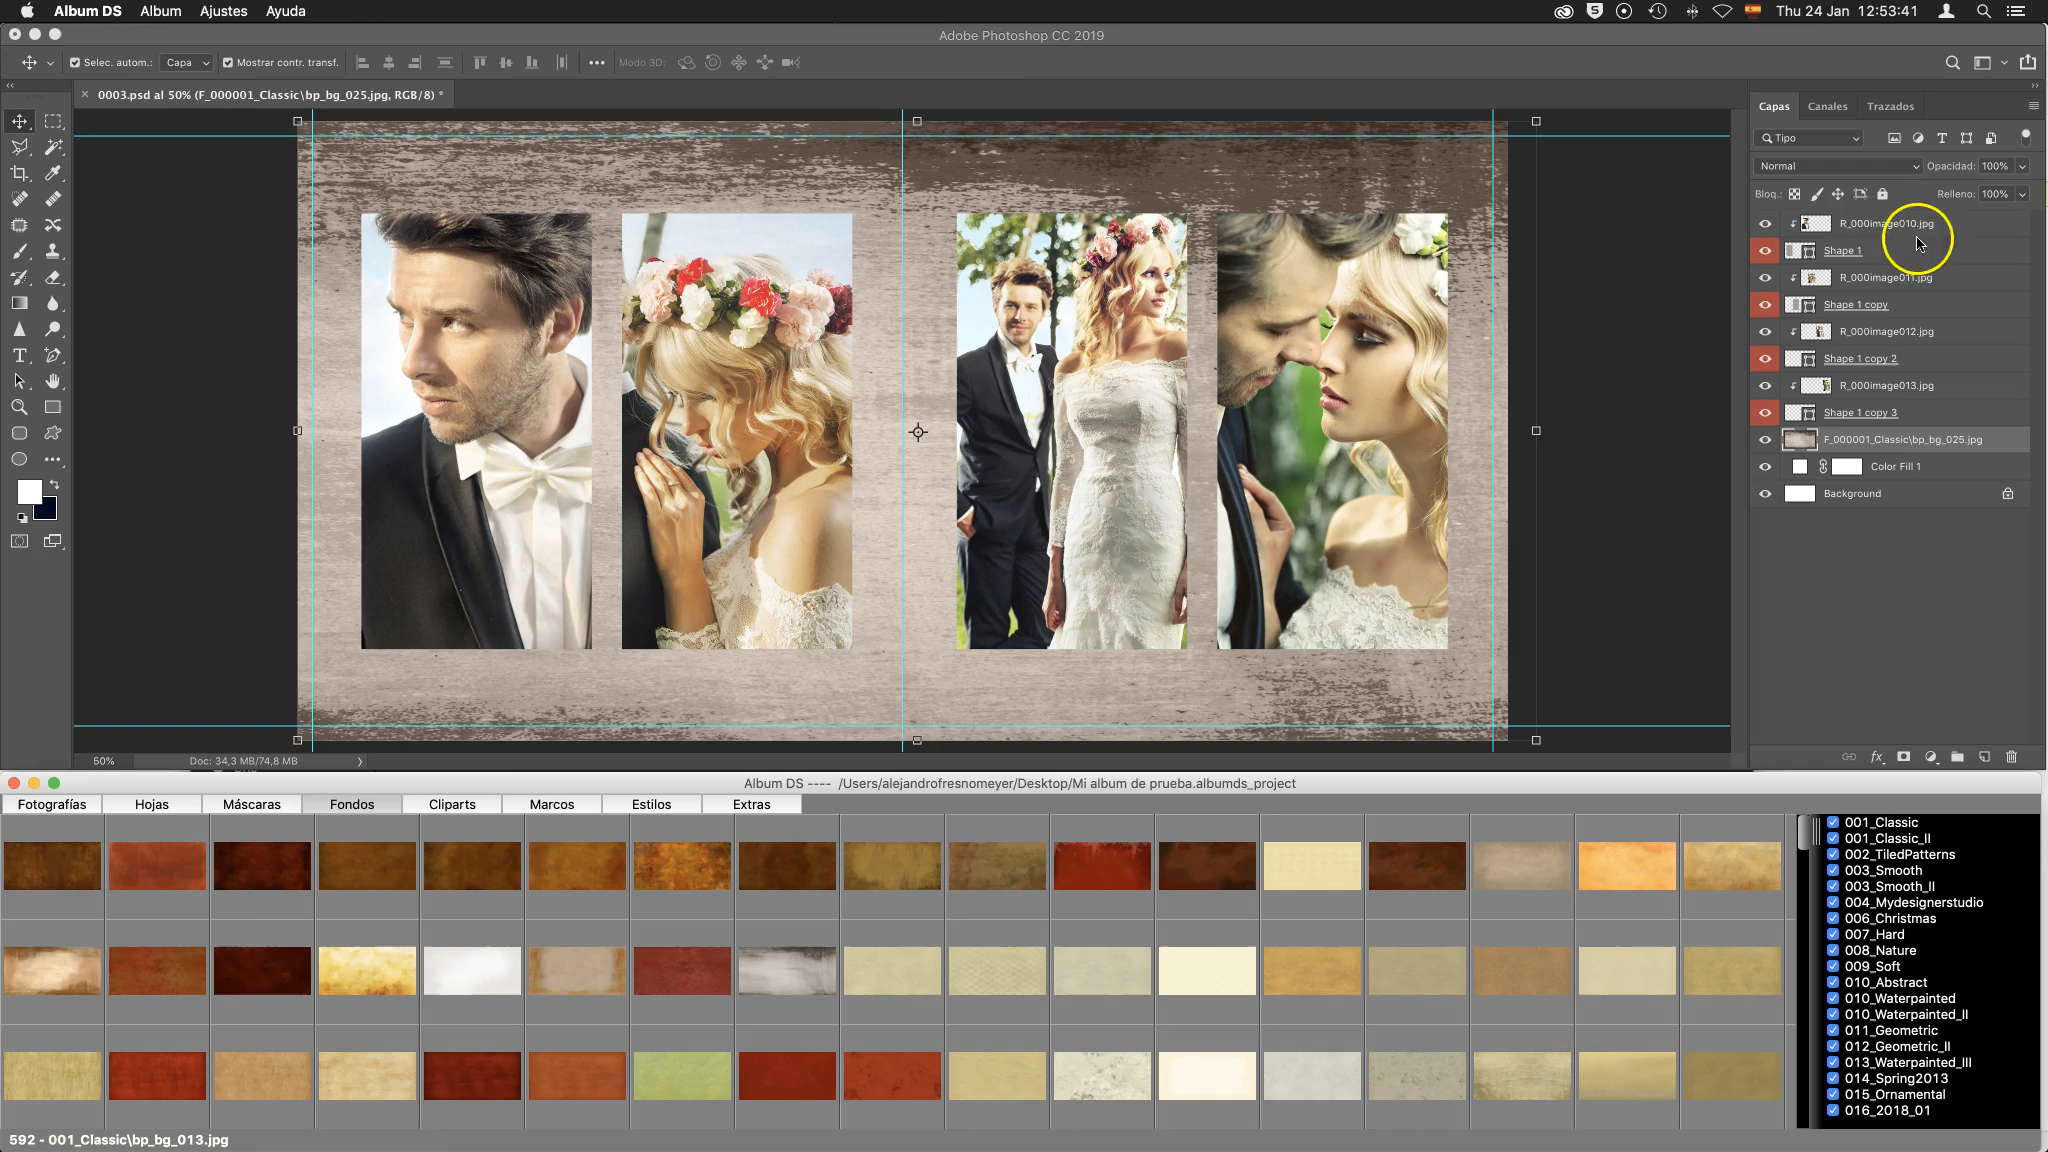 Album DS Album Ajustes Ayuda
Thu 24 Jan 12:53:41
Adobe Photoshop CC 2019
Selec. autom.: Capa Mostrar contr. transf. Modo 3D:
0003.psd al 50% (F_000001_Classic\bp_bg_025.jpg, RGB/8) *
Capas Canales Trazados
Tipo
Normal Opacidad: 100%
Bloq.: Relleno: 100%
R_000image010.jpg
Shape 1
R_000image011.jpg
Shape 1 copy
R_000image012.jpg
Shape 1 copy 2
R_000image013.jpg
Shape 1 copy 3
F_000001_Classic\bp_bg_025.jpg
Color Fill 1
Background
50% Doc: 34,3 MB/74,8 MB
Album DS ---- /Users/alejandrofresnomeyer/Desktop/Mi album de prueba.albumds_project
Fotografías Hojas Máscaras Fondos Cliparts Marcos Estilos Extras
001_Classic
001_Classic_II
002_TiledPatterns
003_Smooth
003_Smooth_II
004_Mydesignerstudio
006_Christmas
007_Hard
008_Nature
009_Soft
010_Abstract
010_Waterpainted
010_Waterpainted_II
011_Geometric
012_Geometric_II
013_Waterpainted_III
014_Spring2013
015_Ornamental
016_2018_01
592 - 001_Classic\bp_bg_013.jpg